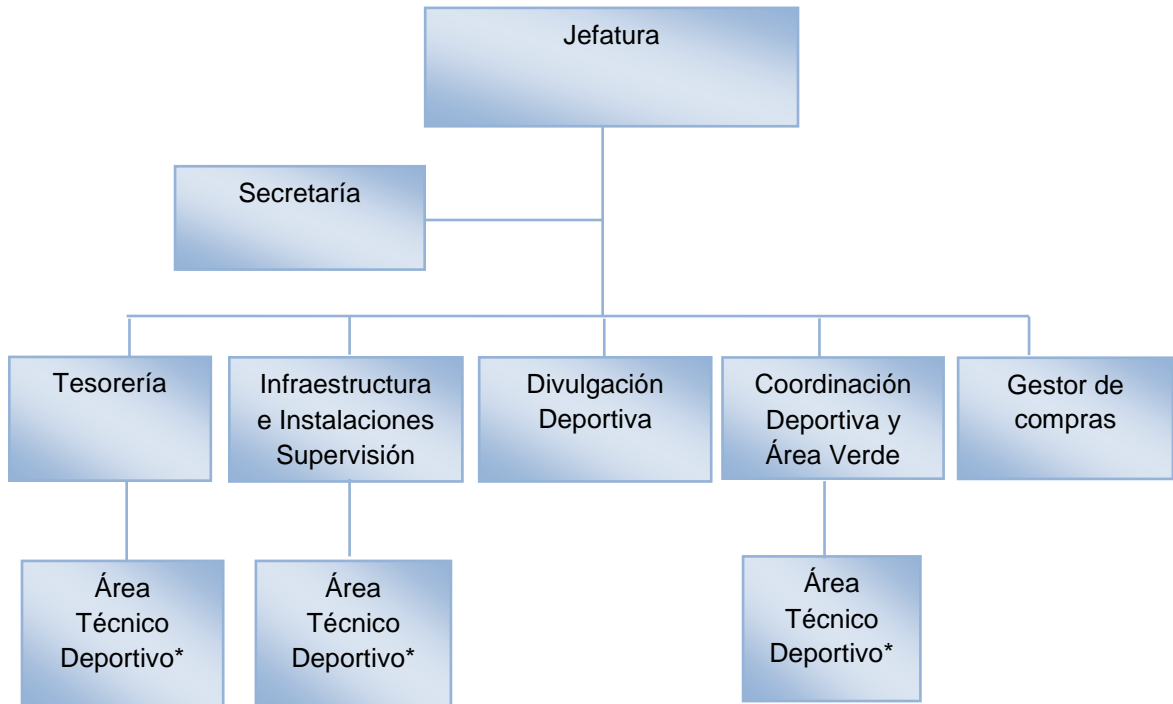 Jefatura
Secretaría
Tesorería
Infraestructura
e Instalaciones
Supervisión
Divulgación
Deportiva
Coordinación
Deportiva y
Área Verde
Gestor de
compras
Área
Técnico
Deportivo*
Área
Técnico
Deportivo*
Área
Técnico
Deportivo*